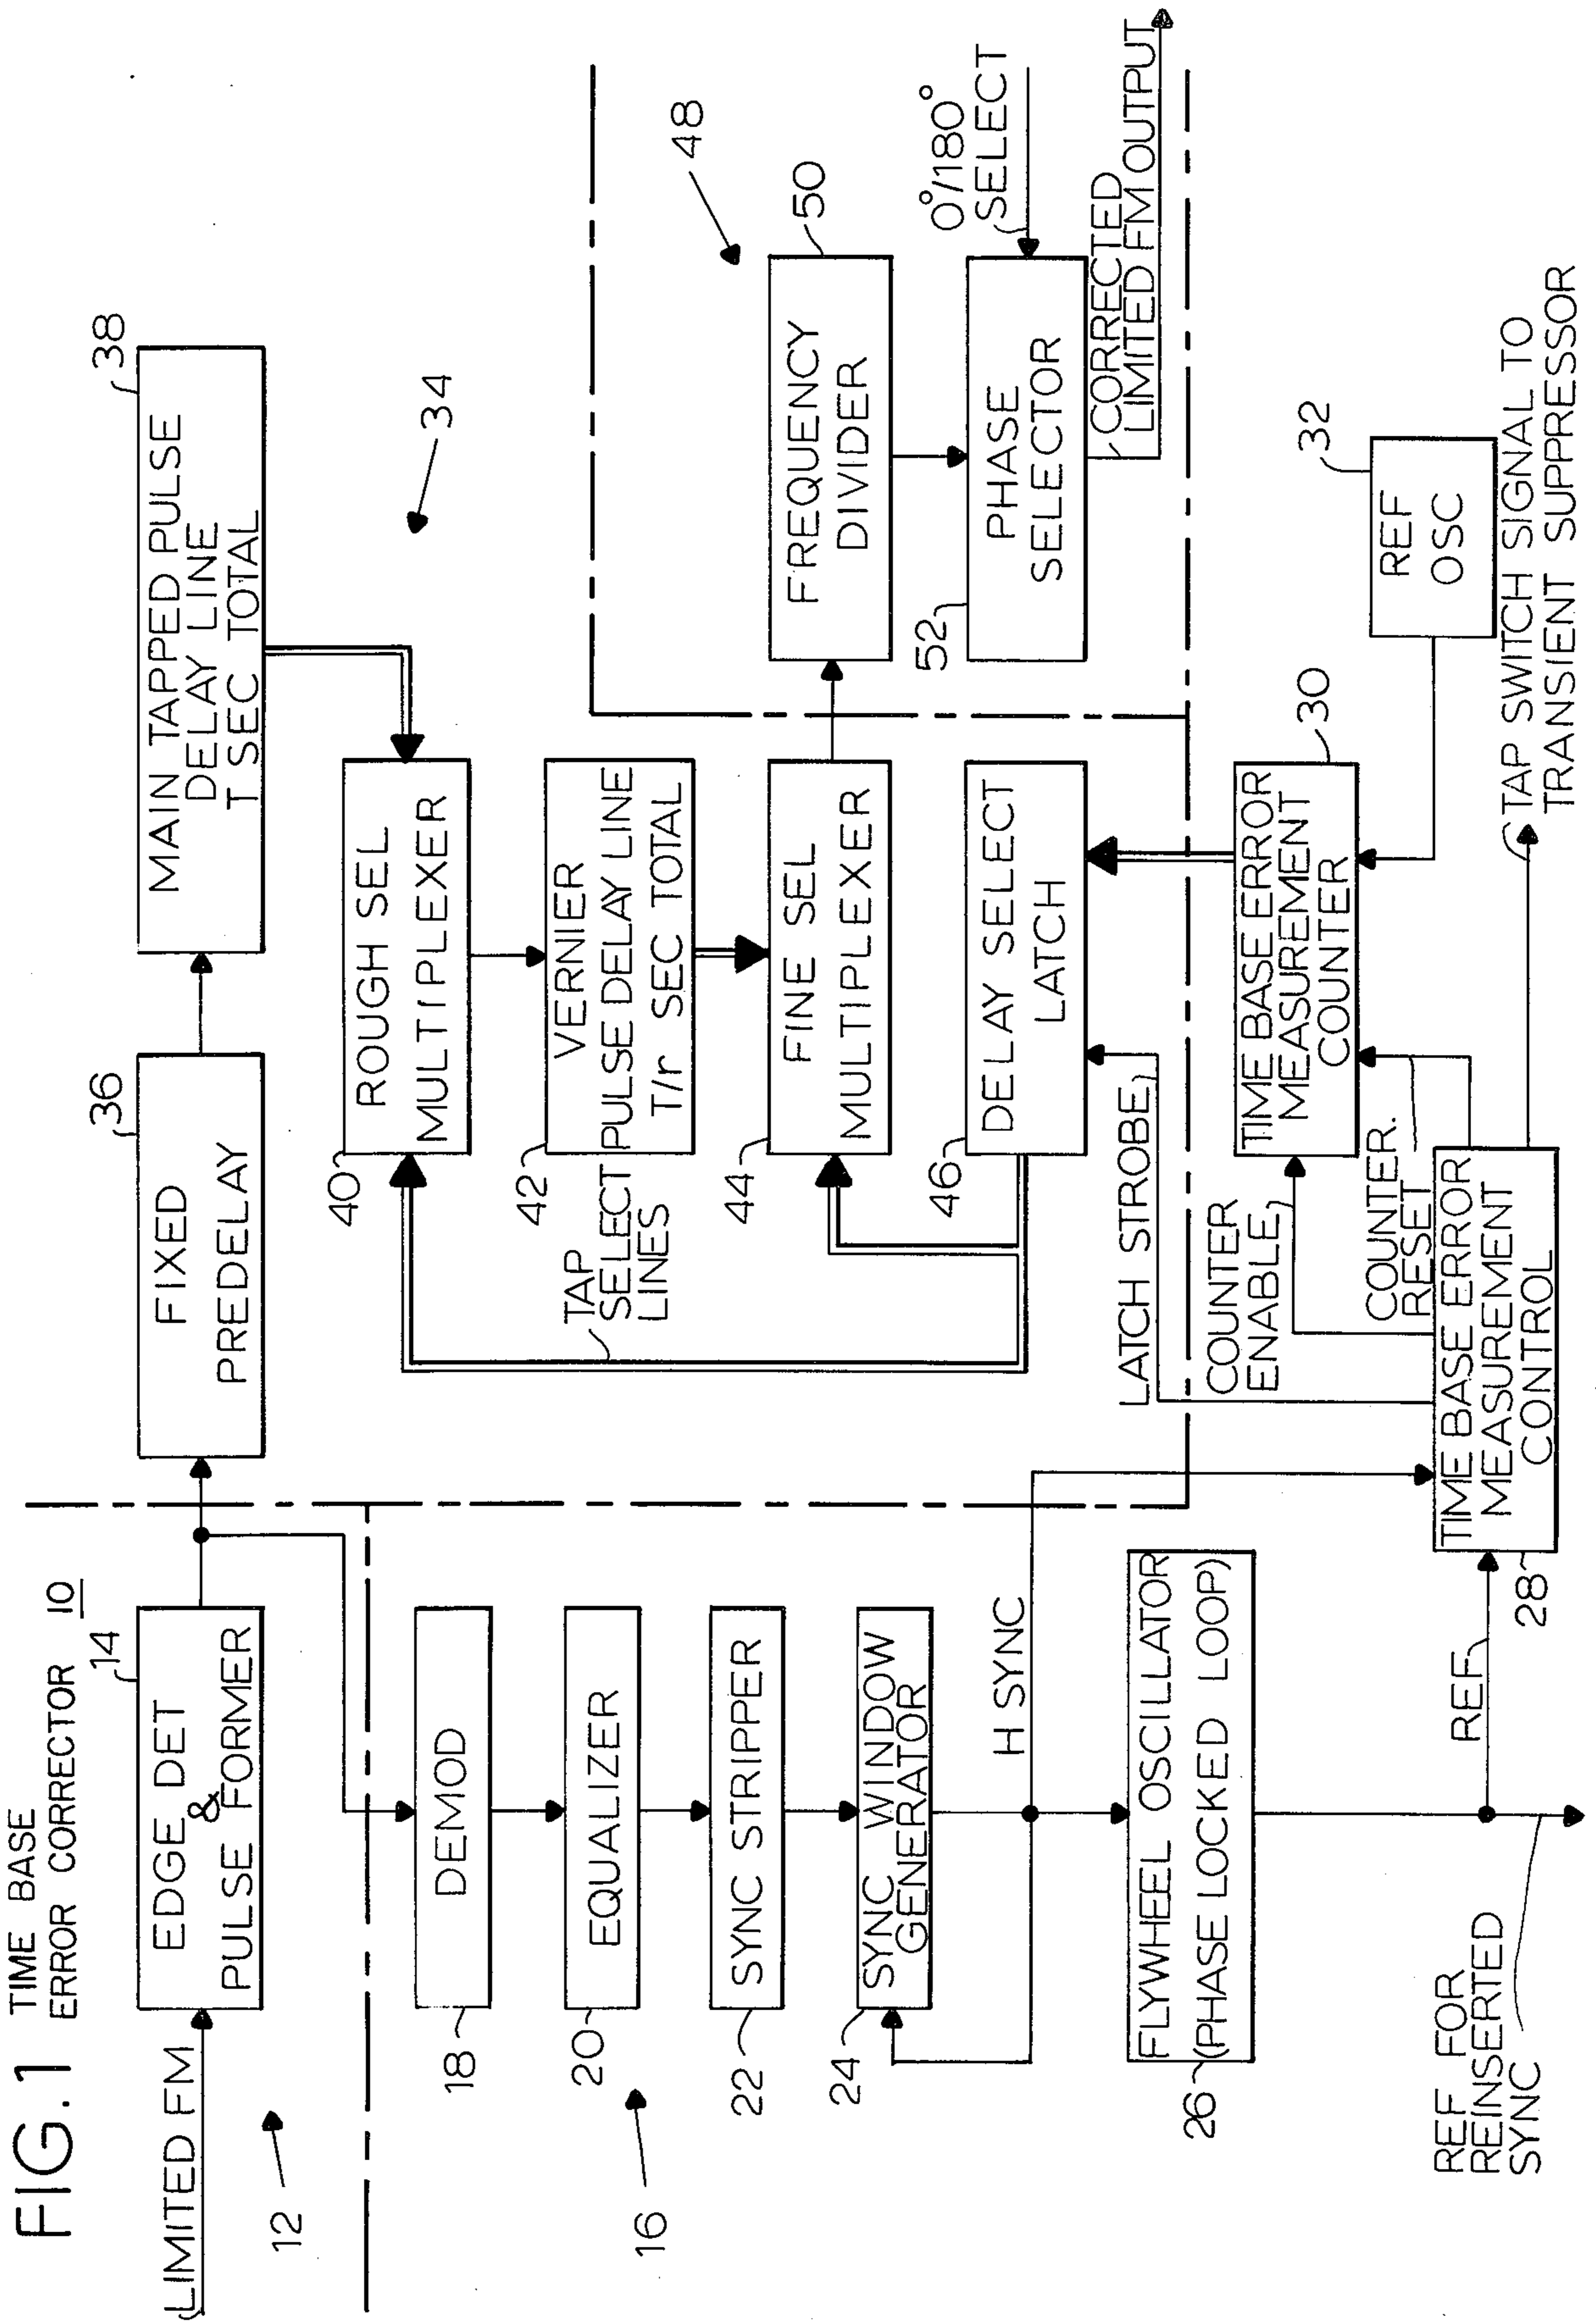 FIG. 1
TIME BASE
ERROR CORRECTOR 10
LIMITED FM
12
14
EDGE DET
&
PULSE FORMER
36
FIXED
PREDELAY
38
MAIN TAPPED PULSE
DELAY LINE
T SEC TOTAL
34
16
18
DEMOD
20
EQUALIZER
22
SYNC STRIPPER
24
SYNC WINDOW
GENERATOR
H SYNC
26
FLYWHEEL OSCILLATOR
(PHASE LOCKED LOOP)
REF FOR
REINSERTED
SYNC
REF
40
ROUGH SEL
MULTIPLEXER
42
VERNIER
PULSE DELAY LINE
T/r SEC TOTAL
TAP
SELECT
LINES
44
FINE SEL
MULTIPLEXER
46
DELAY SELECT
LATCH
LATCH STROBE
48
50
FREQUENCY
DIVIDER
52
PHASE
SELECTOR
0°/180°
SELECT
CORRECTED
LIMITED FM OUTPUT
COUNTER
ENABLE
COUNTER.
RESET
30
TIME BASE ERROR
MEASUREMENT
COUNTER
32
REF
OSC
28
TIME BASE ERROR
MEASUREMENT
CONTROL
TAP SWITCH SIGNAL TO
TRANSIENT SUPPRESSOR